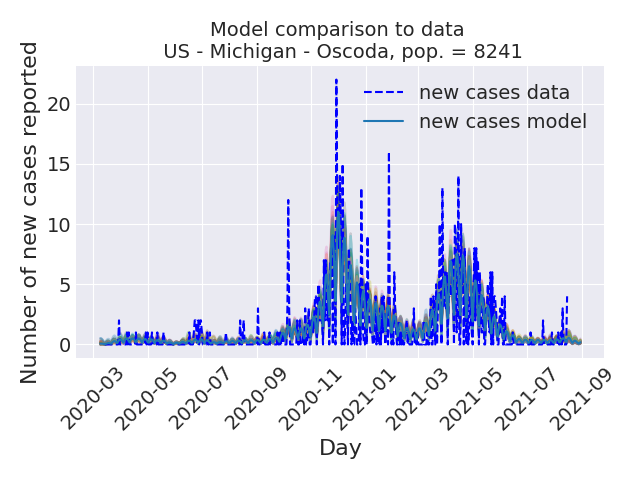 Model comparison to data
US - Michigan - Oscoda, pop. = 8241
Number of new cases reported
20
15
10
5
0
new cases data
new cases model
2020-03
2020-05
2020-07
2020-09
2020-11
2021-01
2021-03
2021-05
2021-07
2021-09
Day